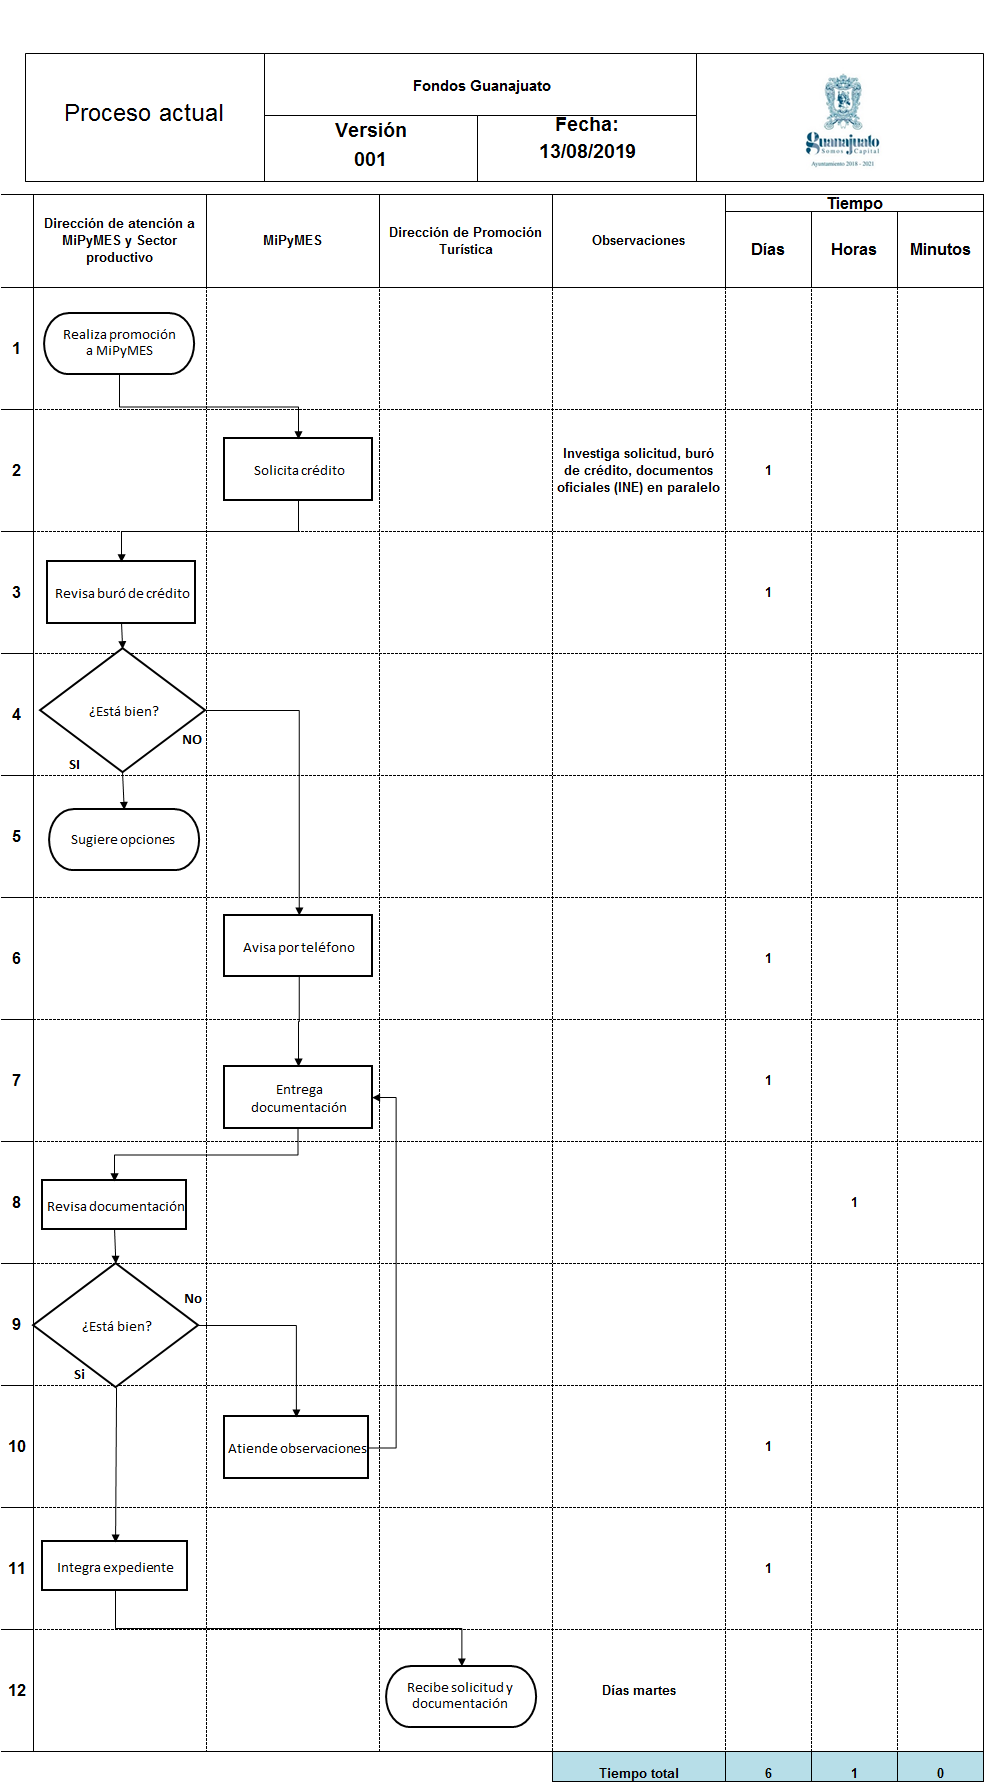 Proceso actual
Fondos Guanajuato
Versión
001
Fecha:
13/08/2019
Guanajuato
Somos Capital
Ayuntamiento 2018 - 2021
Dirección de atención a
MiPyMES y Sector
productivo
MiPyMES
Dirección de Promoción
Turística
Observaciones
Tiempo
Días
Horas
Minutos
1
Realiza promoción
a MiPyMES
2
Solicita crédito
Investiga solicitud, buró
de crédito, documentos
oficiales (INE) en paralelo
1
3
Revisa buró de crédito
1
4
¿Está bien?
NO
SI
5
Sugiere opciones
6
Avisa por teléfono
1
7
Entrega
documentación
1
8
Revisa documentación
1
9
¿Está bien?
No
Si
10
Atiende observaciones
1
11
Integra expediente
1
12
Recibe solicitud y
documentación
Días martes
Tiempo total
6
1
0